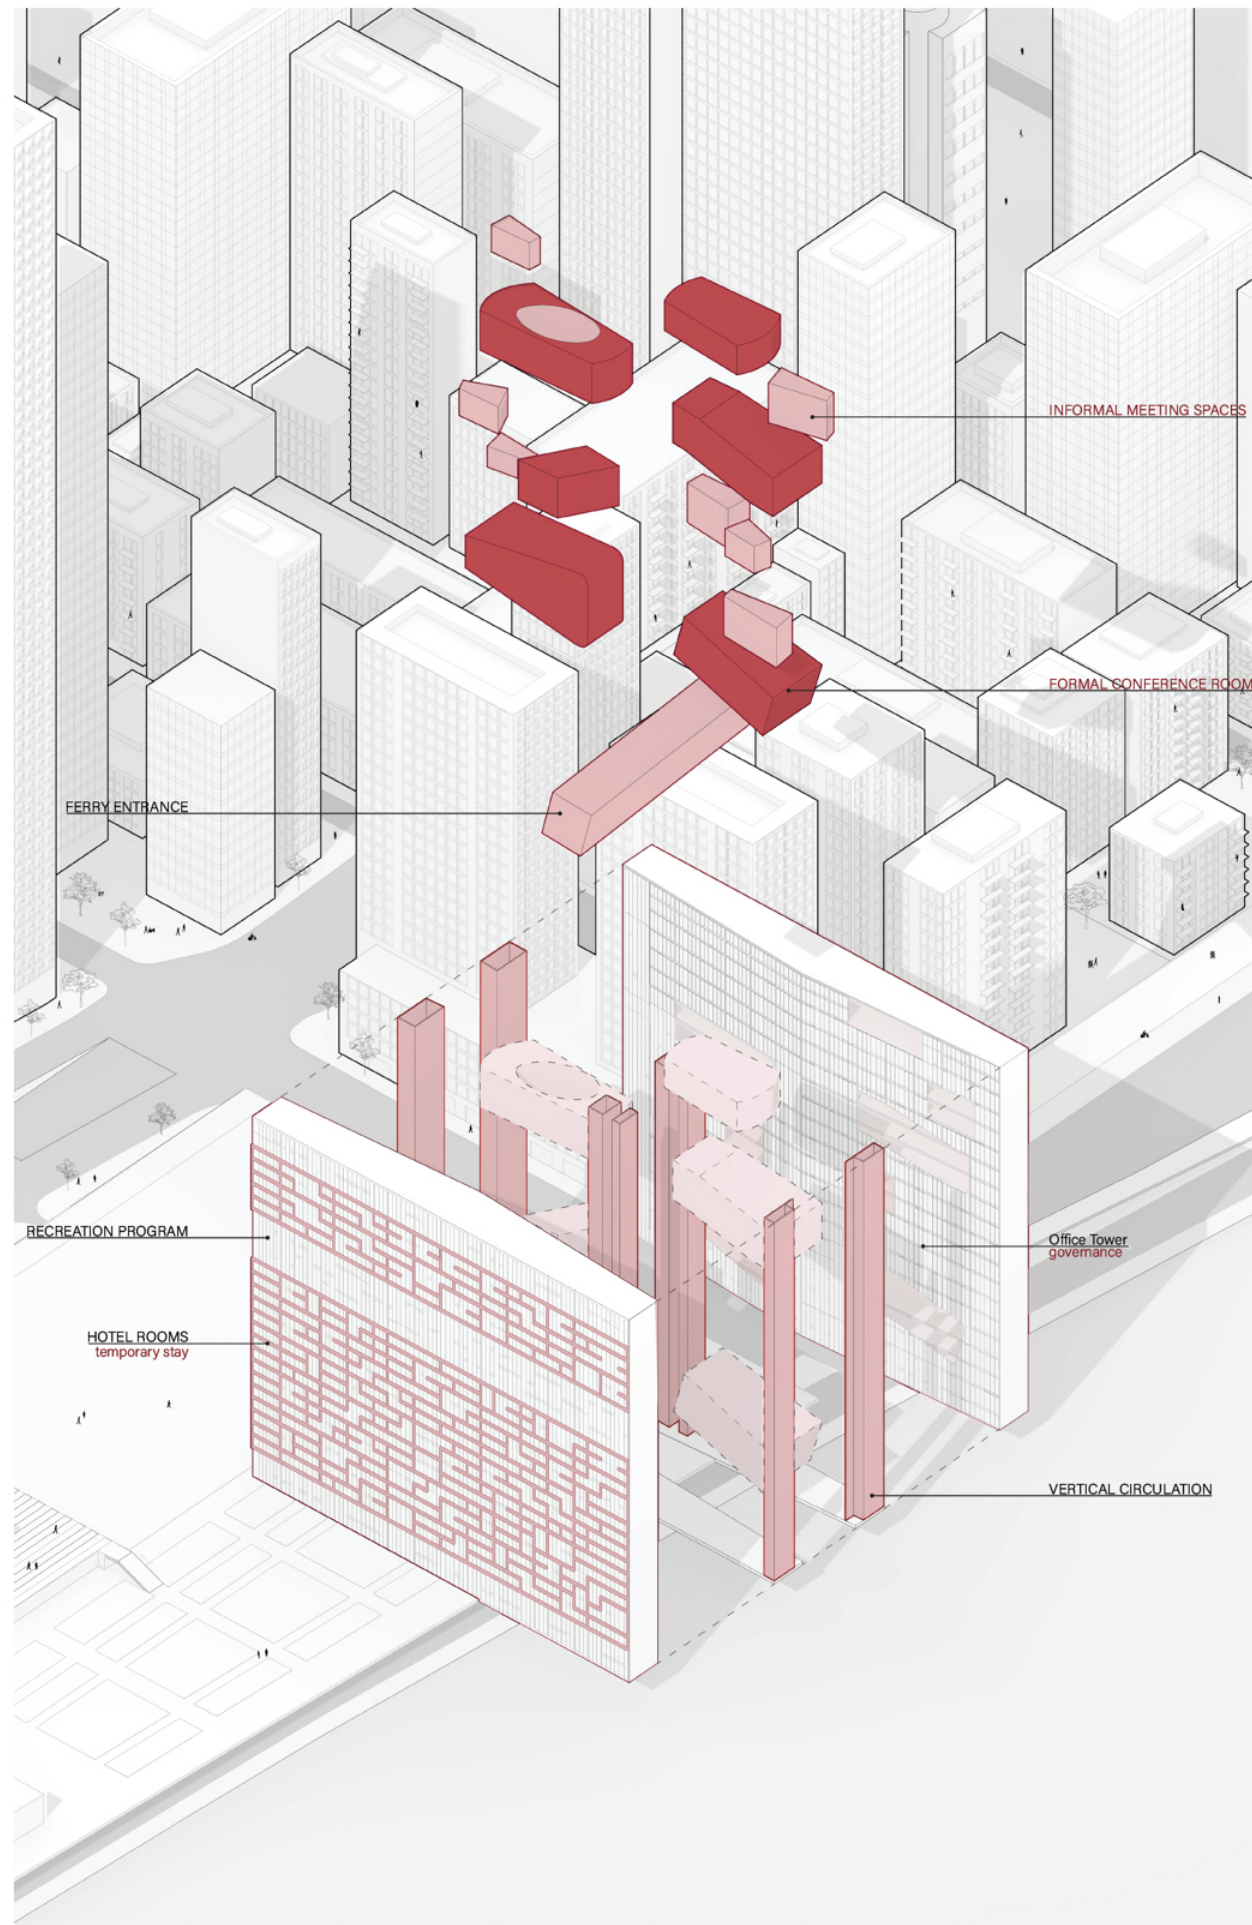 INFORMAL MEETING SPACES
FORMAL CONFERENCE ROOM
FERRY ENTRANCE
RECREATION PROGRAM
Office Tower
governance
HOTEL ROOMS
temporary stay
VERTICAL CIRCULATION